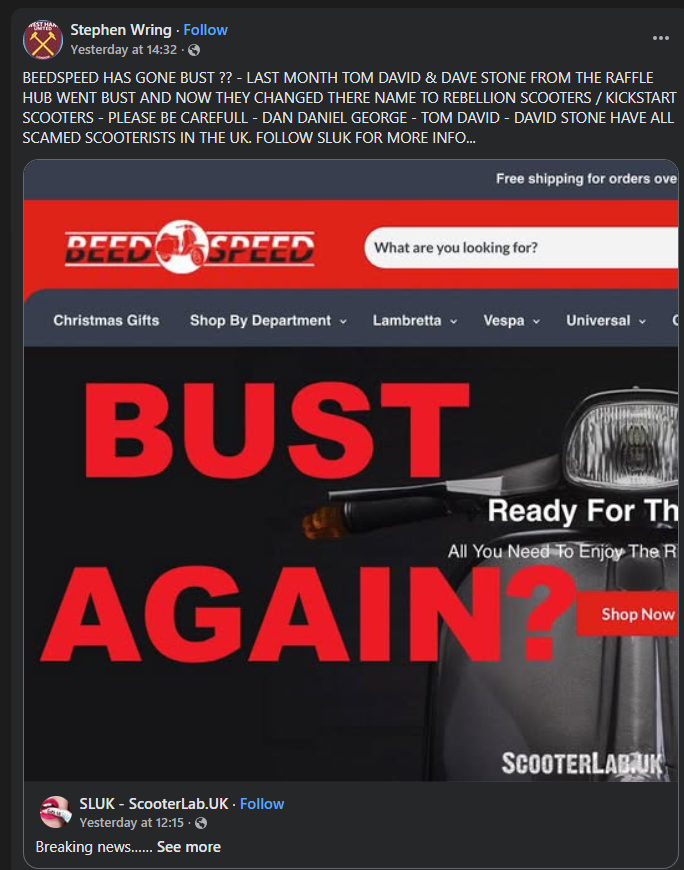 Stephen Wring · Follow
Yesterday at 14:32 ·
BEEDSPEED HAS GONE BUST ?? - LAST MONTH TOM DAVID & DAVE STONE FROM THE RAFFLE
HUB WENT BUST AND NOW THEY CHANGED THERE NAME TO REBELLION SCOOTERS / KICKSTART
SCOOTERS - PLEASE BE CAREFULL - DAN DANIEL GEORGE - TOM DAVID - DAVID STONE HAVE ALL
SCAMED SCOOTERISTS IN THE UK. FOLLOW SLUK FOR MORE INFO...
Free shipping for orders ove
BEED SPEED
What are you looking for?
Christmas Gifts Shop By Department Lambretta Vespa Universal
BUST
Ready For Th
All You Need To Enjoy The R
AGAIN?
Shop Now
SCOOTERLAB.UK
SLUK - ScooterLab.UK · Follow
Yesterday at 12:15 ·
Breaking news...... See more